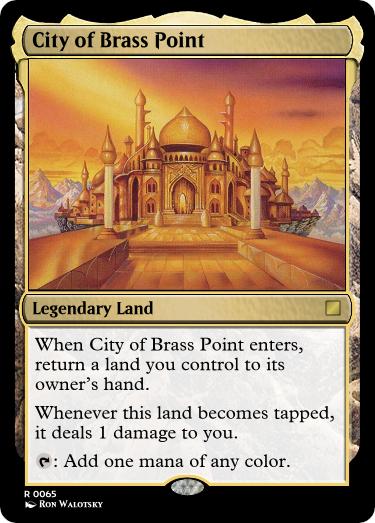 City of Brass Point
Legendary Land
When City of Brass Point enters,
return a land you control to its
owner's hand.
Whenever this land becomes tapped,
it deals 1 damage to you.
: Add one mana of any color.
R 0065
Ron Walotsky